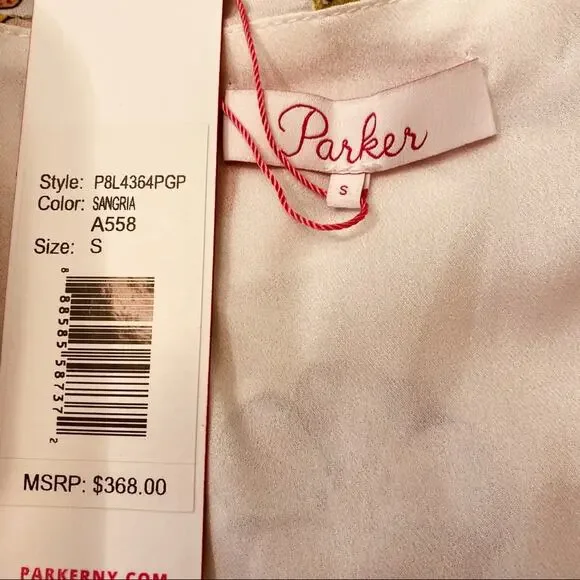 Style: P8L4364PGP
Color: SANGRIA
A558
Size: S
8 88585 58737 2
MSRP: $368.00
PARKERNY.COM
Parker
S